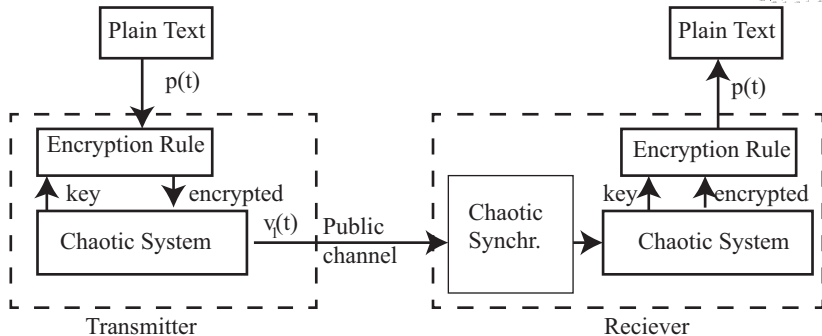 Plain Text
p(t)
Encryption Rule
key
encrypted
Chaotic System
Transmitter
v₁(t)
Public
channel
Plain Text
p(t)
Encryption Rule
key
encrypted
Chaotic
Synchr.
Chaotic System
Reciever